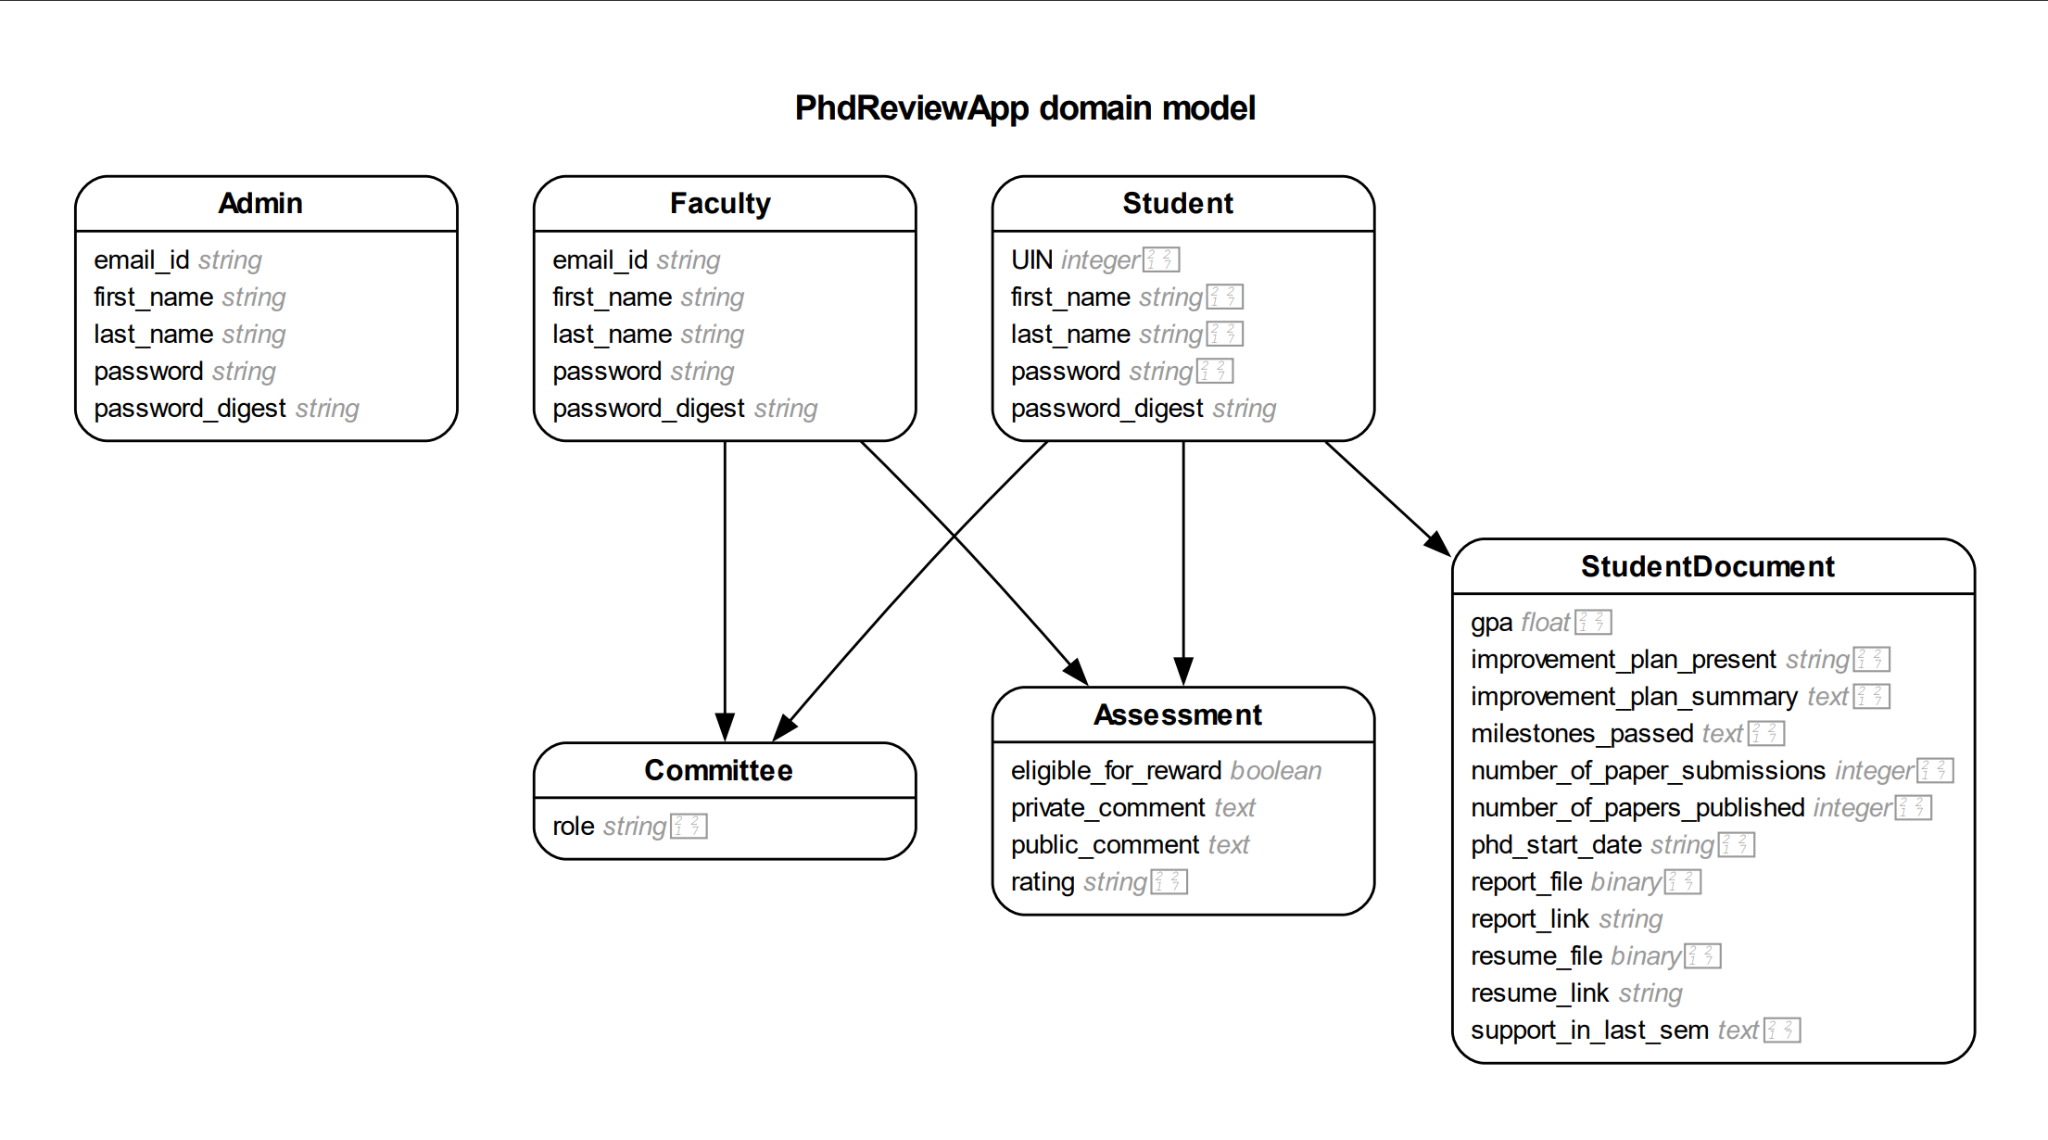 PhdReviewApp domain model
Admin
email_id string
first_name string
last_name string
password string
password_digest string
Faculty
email_id string
first_name string
last_name string
password string
password_digest string
Student
UIN integer
first_name string
last_name string
password string
password_digest string
Committee
role string
Assessment
eligible_for_reward boolean
private_comment text
public_comment text
rating string
StudentDocument
gpa float
improvement_plan_present string
improvement_plan_summary text
milestones_passed text
number_of_paper_submissions integer
number_of_papers_published integer
phd_start_date string
report_file binary
report_link string
resume_file binary
resume_link string
support_in_last_sem text